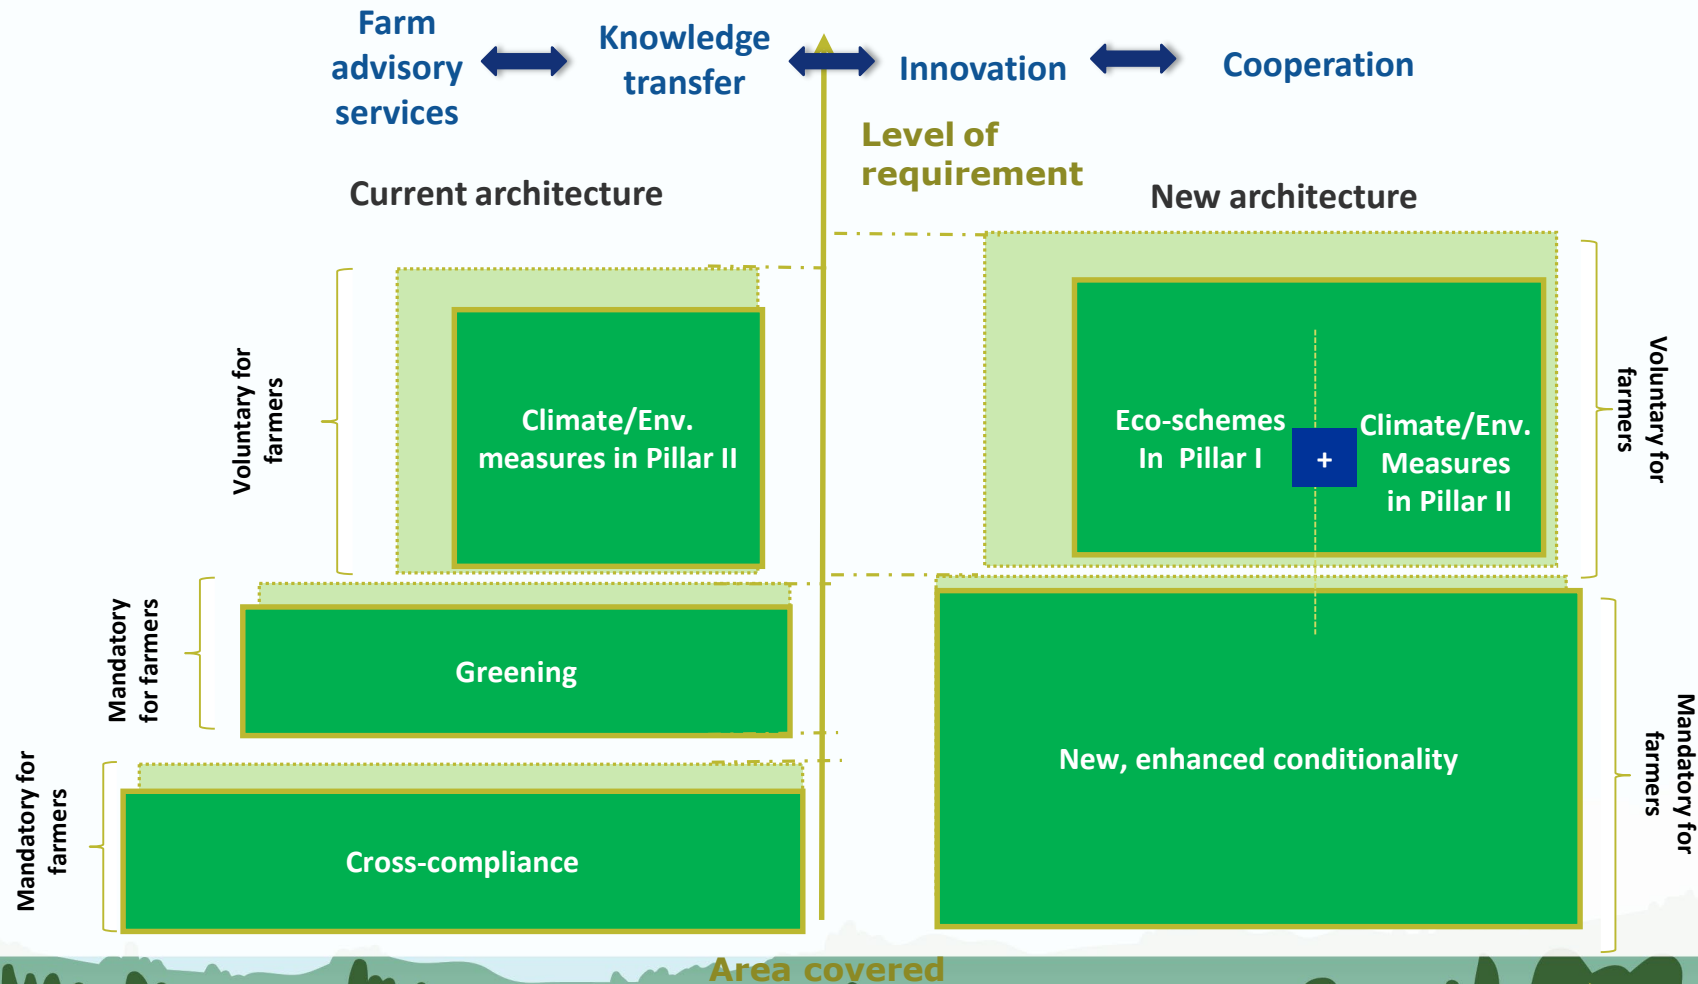 Farm
advisory
services
Knowledge
transfer
Innovation
Cooperation
Level of
requirement
Current architecture
New architecture
Voluntary for
farmers
Climate/Env.
measures in Pillar II
Mandatory
for farmers
Greening
Mandatory for
farmers
Cross-compliance
Eco-schemes
In Pillar I
+
Climate/Env.
Measures
in Pillar II
Voluntary for
farmers
New, enhanced conditionality
Mandatory for
farmers
Area covered